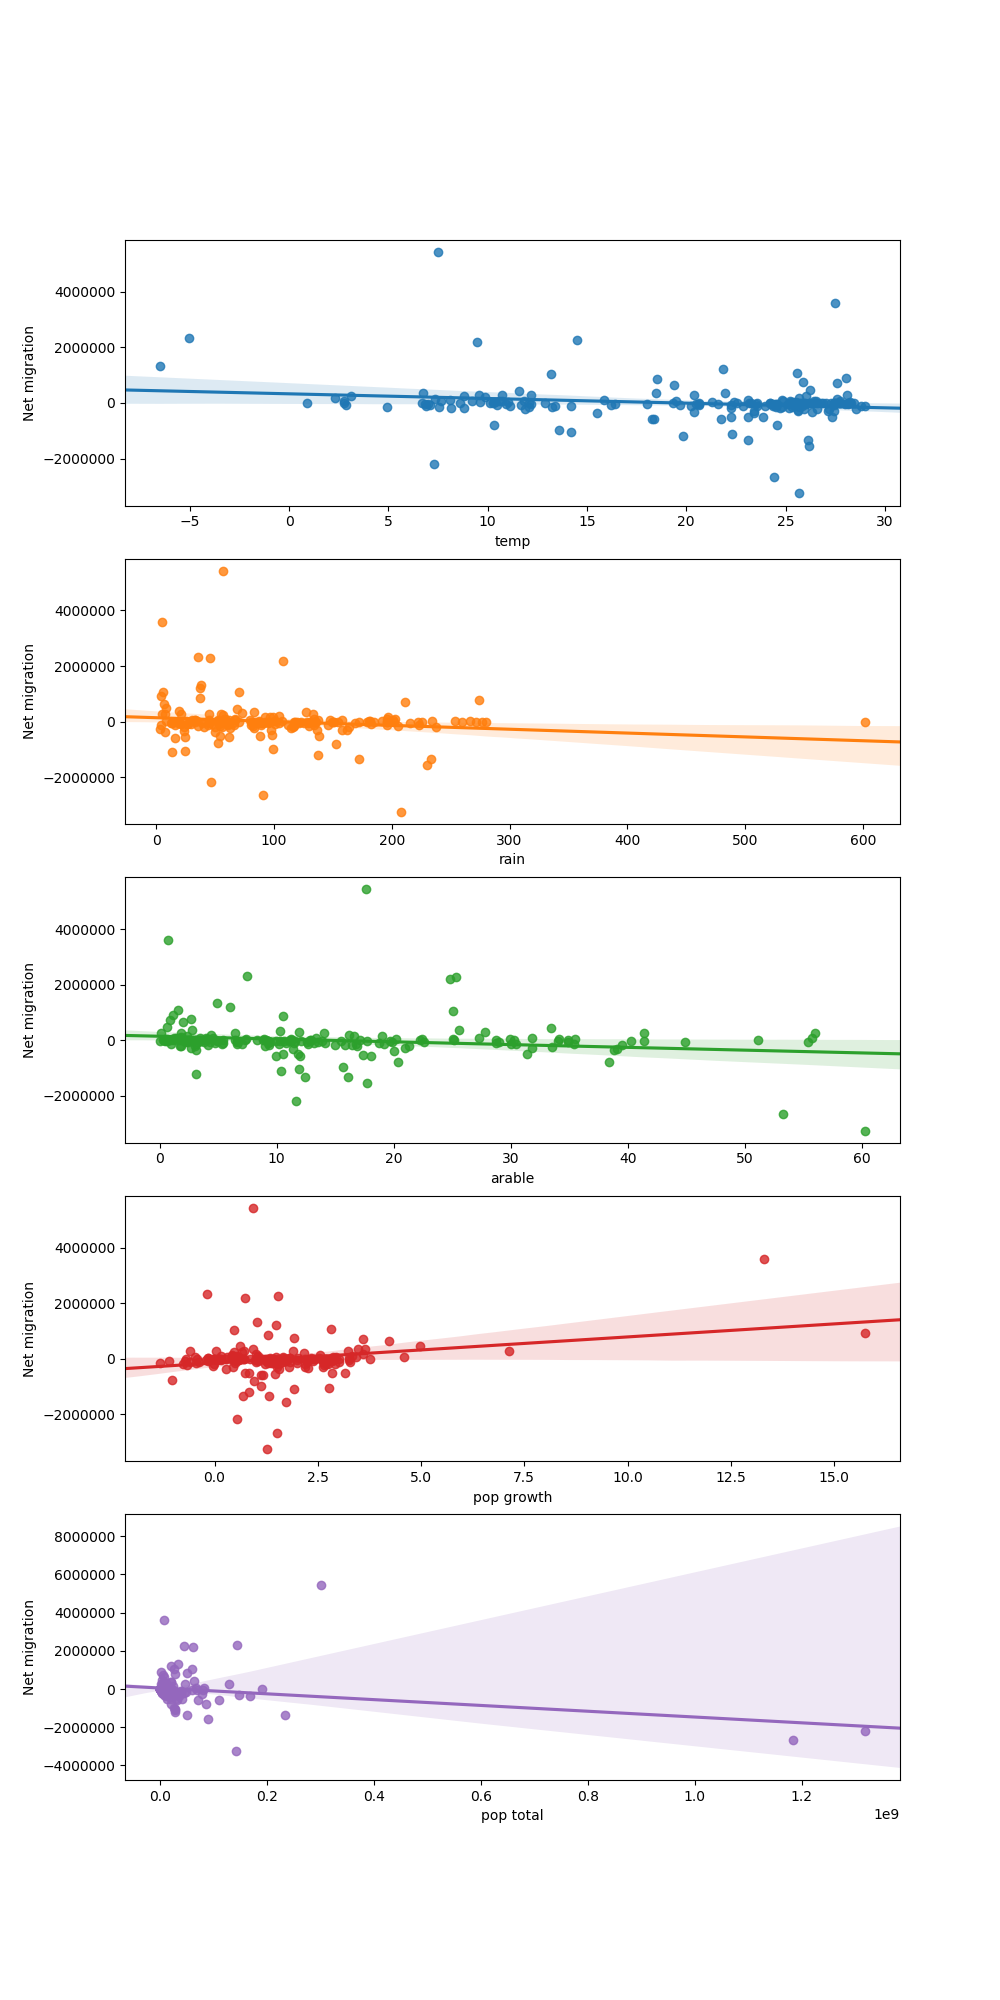 4000000
2000000
0
−2000000
Net migration
−5 0 5 10 15 20 25 30
temp
4000000
2000000
0
−2000000
Net migration
0 100 200 300 400 500 600
rain
4000000
2000000
0
−2000000
Net migration
0 10 20 30 40 50 60
arable
4000000
2000000
0
−2000000
Net migration
0.0 2.5 5.0 7.5 10.0 12.5 15.0
pop growth
8000000
6000000
4000000
2000000
0
−2000000
−4000000
Net migration
0.0 0.2 0.4 0.6 0.8 1.0 1.2
1e9
pop total